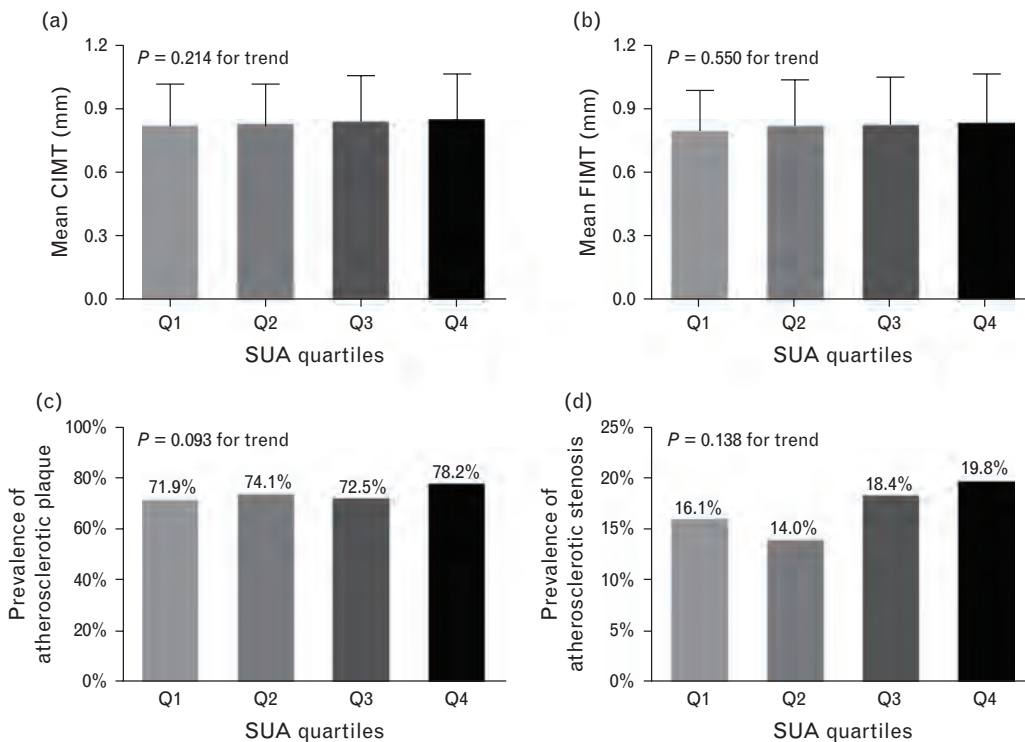 (a)
P = 0.214 for trend
Mean CIMT (mm)
1.2
0.9
0.6
0.3
0.0
Q1 Q2 Q3 Q4
SUA quartiles
(b)
P = 0.550 for trend
Mean FIMT (mm)
1.2
0.9
0.6
0.3
0.0
Q1 Q2 Q3 Q4
SUA quartiles
(c)
P = 0.093 for trend
Prevalence of
atherosclerotic plaque
100%
80%
60%
40%
20%
0%
71.9% 74.1% 72.5% 78.2%
Q1 Q2 Q3 Q4
SUA quartiles
(d)
P = 0.138 for trend
Prevalence of
atherosclerotic stenosis
25%
20%
15%
10%
5%
0%
16.1% 14.0% 18.4% 19.8%
Q1 Q2 Q3 Q4
SUA quartiles